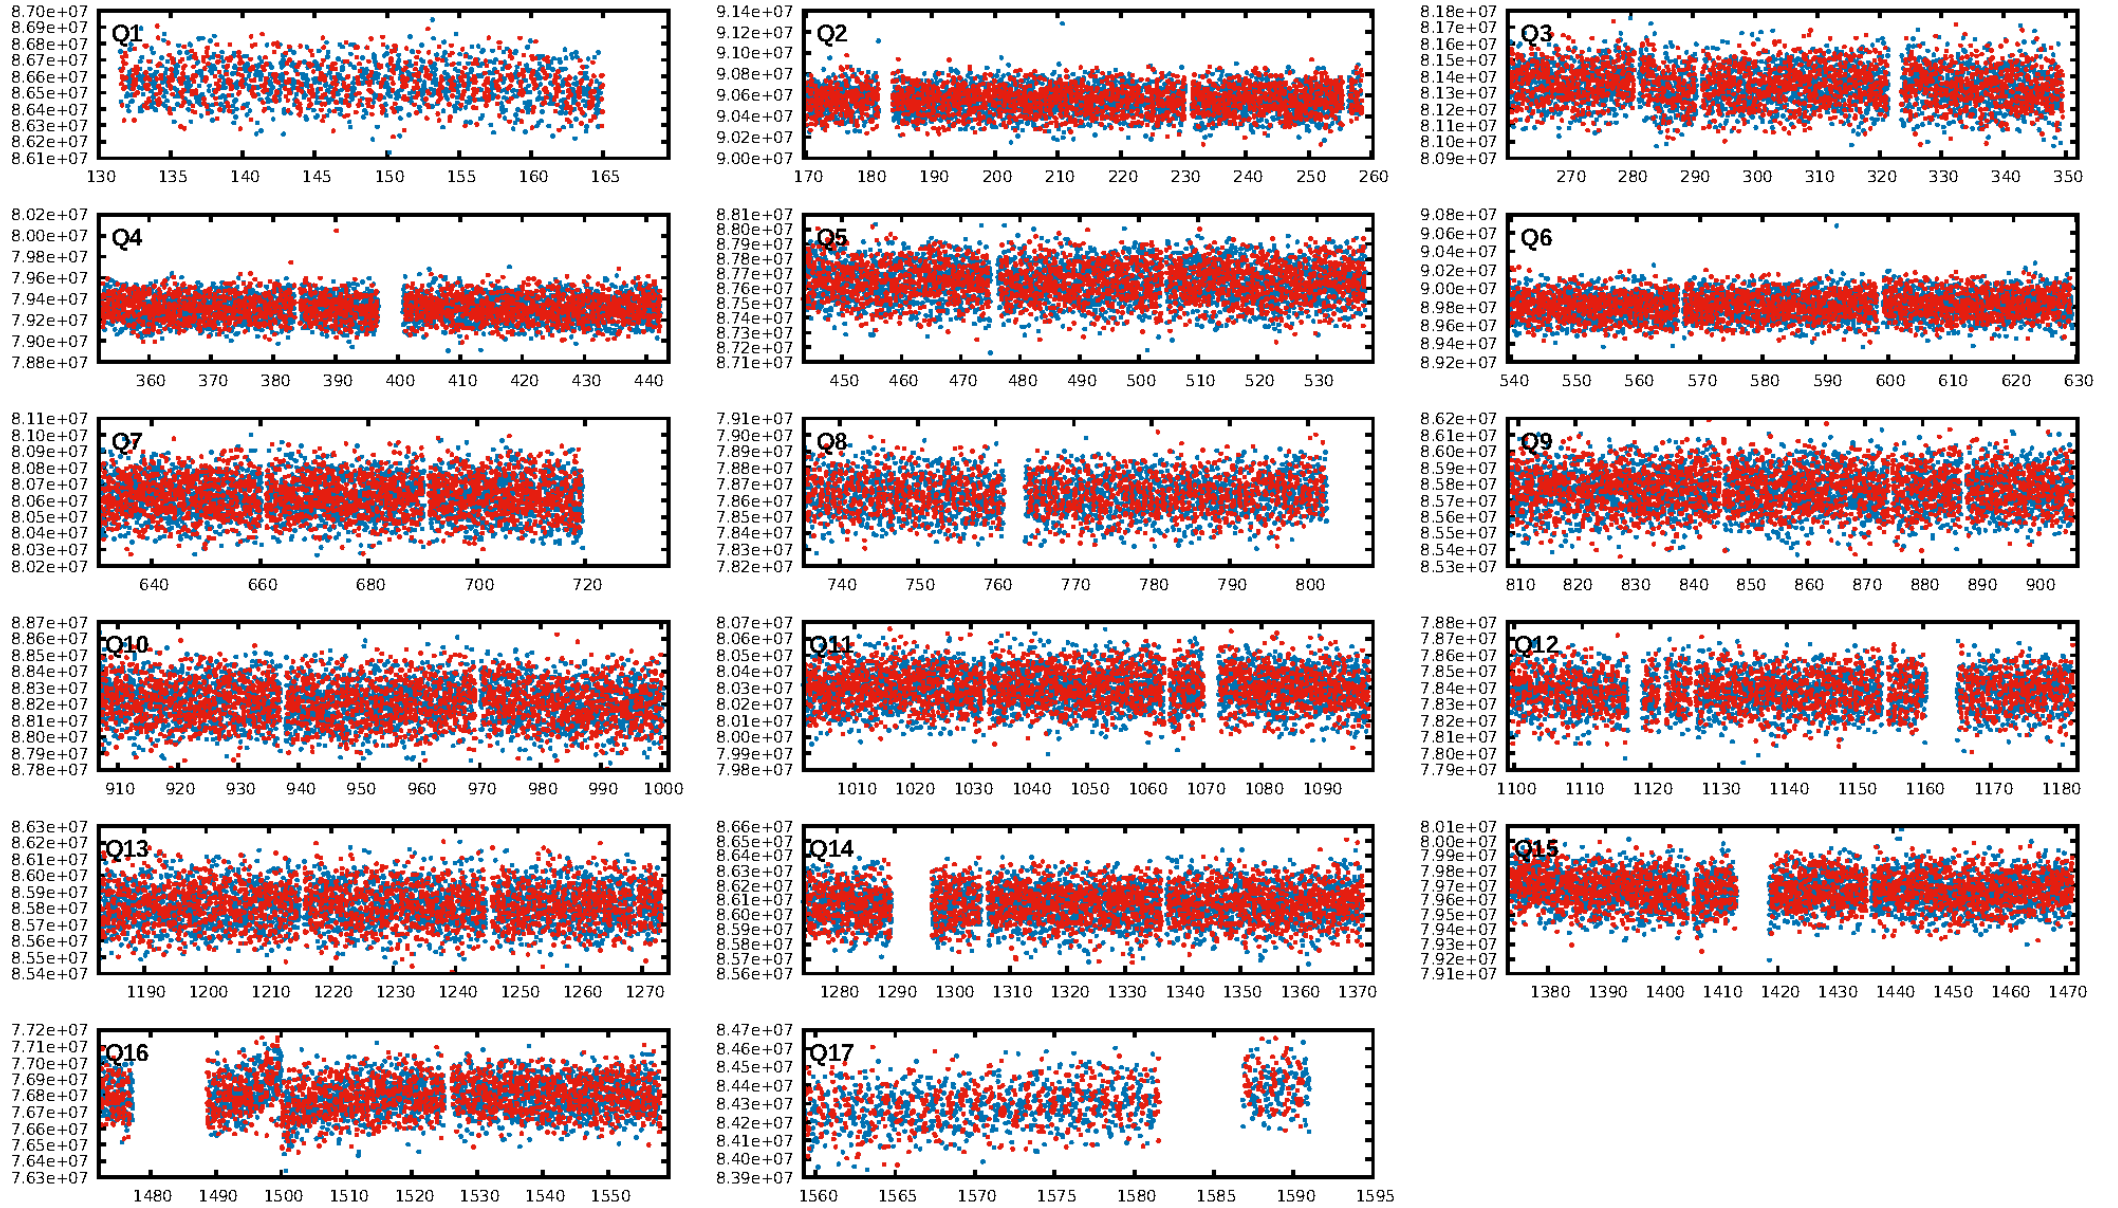 8.70e+07
8.69e+07
Q1
8.68e+07
8.67e+07
8.66e+07
8.65e+07
8.64e+07
8.63e+07
8.62e+07
8.61e+07
130 135 140 145 150 155 160 165
9.14e+07
9.12e+07
Q2
9.10e+07
9.08e+07
9.06e+07
9.04e+07
9.02e+07
9.00e+07
170 180 190 200 210 220 230 240 250 260
8.18e+07
8.17e+07
Q3
8.16e+07
8.15e+07
8.14e+07
8.13e+07
8.12e+07
8.11e+07
8.10e+07
8.09e+07
270 280 290 300 310 320 330 340 350
8.02e+07
8.00e+07
Q4
7.98e+07
7.96e+07
7.94e+07
7.92e+07
7.90e+07
7.88e+07
360 370 380 390 400 410 420 430 440
8.81e+07
8.80e+07
Q5
8.79e+07
8.78e+07
8.77e+07
8.76e+07
8.75e+07
8.74e+07
8.73e+07
8.72e+07
8.71e+07
450 460 470 480 490 500 510 520 530
9.08e+07
9.06e+07
Q6
9.04e+07
9.02e+07
9.00e+07
8.98e+07
8.96e+07
8.94e+07
8.92e+07
540 550 560 570 580 590 600 610 620 630
8.11e+07
8.10e+07
Q7
8.09e+07
8.08e+07
8.07e+07
8.06e+07
8.05e+07
8.04e+07
8.03e+07
8.02e+07
640 660 680 700 720
7.91e+07
7.90e+07
Q8
7.89e+07
7.88e+07
7.87e+07
7.86e+07
7.85e+07
7.84e+07
7.83e+07
7.82e+07
740 750 760 770 780 790 800
8.62e+07
8.61e+07
Q9
8.60e+07
8.59e+07
8.58e+07
8.57e+07
8.56e+07
8.55e+07
8.54e+07
8.53e+07
810 820 830 840 850 860 870 880 890 900
8.87e+07
8.86e+07
Q10
8.85e+07
8.84e+07
8.83e+07
8.82e+07
8.81e+07
8.80e+07
8.79e+07
8.78e+07
910 920 930 940 950 960 970 980 990 1000
8.07e+07
8.06e+07
Q11
8.05e+07
8.04e+07
8.03e+07
8.02e+07
8.01e+07
8.00e+07
7.99e+07
7.98e+07
1010 1020 1030 1040 1050 1060 1070 1080 1090
7.88e+07
7.87e+07
Q12
7.86e+07
7.85e+07
7.84e+07
7.83e+07
7.82e+07
7.81e+07
7.80e+07
7.79e+07
1100 1110 1120 1130 1140 1150 1160 1170 1180
8.63e+07
8.62e+07
Q13
8.61e+07
8.60e+07
8.59e+07
8.58e+07
8.57e+07
8.56e+07
8.55e+07
8.54e+07
1190 1200 1210 1220 1230 1240 1250 1260 1270
8.66e+07
8.65e+07
Q14
8.64e+07
8.63e+07
8.62e+07
8.61e+07
8.60e+07
8.59e+07
8.58e+07
8.57e+07
8.56e+07
1280 1290 1300 1310 1320 1330 1340 1350 1360 1370
8.01e+07
8.00e+07
Q15
7.99e+07
7.98e+07
7.97e+07
7.96e+07
7.95e+07
7.94e+07
7.93e+07
7.92e+07
7.91e+07
1380 1390 1400 1410 1420 1430 1440 1450 1460 1470
7.72e+07
7.71e+07
Q16
7.70e+07
7.69e+07
7.68e+07
7.67e+07
7.66e+07
7.65e+07
7.64e+07
7.63e+07
1480 1490 1500 1510 1520 1530 1540 1550
8.47e+07
8.46e+07
Q17
8.45e+07
8.44e+07
8.43e+07
8.42e+07
8.41e+07
8.40e+07
8.39e+07
1560 1565 1570 1575 1580 1585 1590 1595